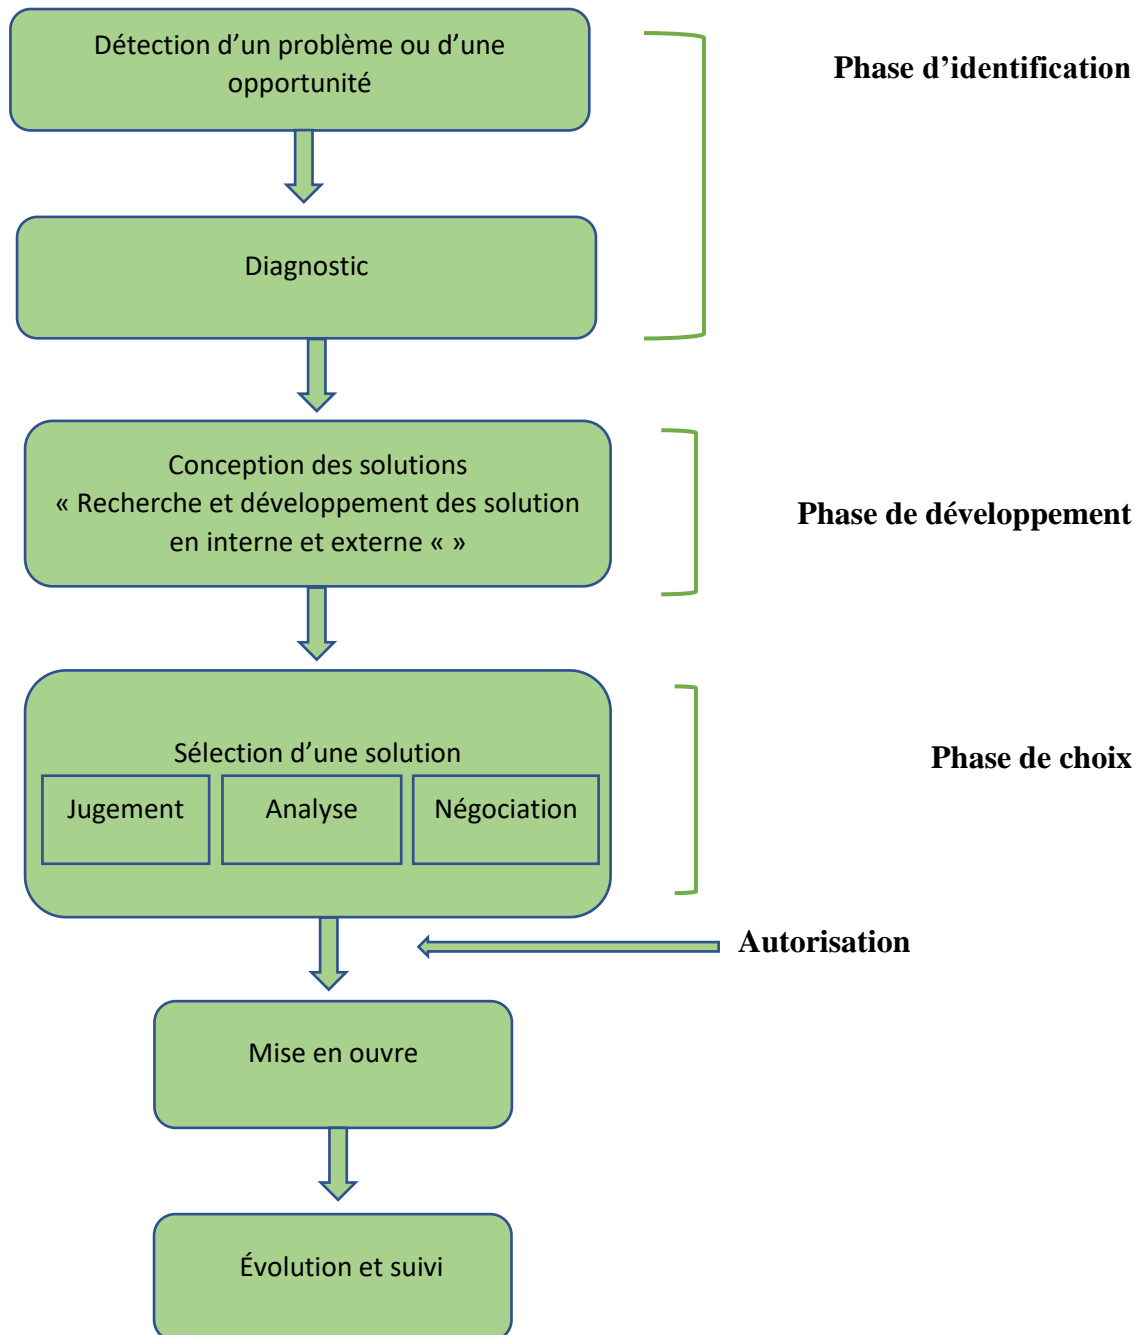 Détection d’un problème ou d’une
opportunité
Phase d’identification
Diagnostic
Conception des solutions
« Recherche et développement des solution
en interne et externe « »
Phase de développement
Sélection d’une solution
Phase de choix
Jugement
Analyse
Négociation
Autorisation
Mise en ouvre
Évolution et suivi